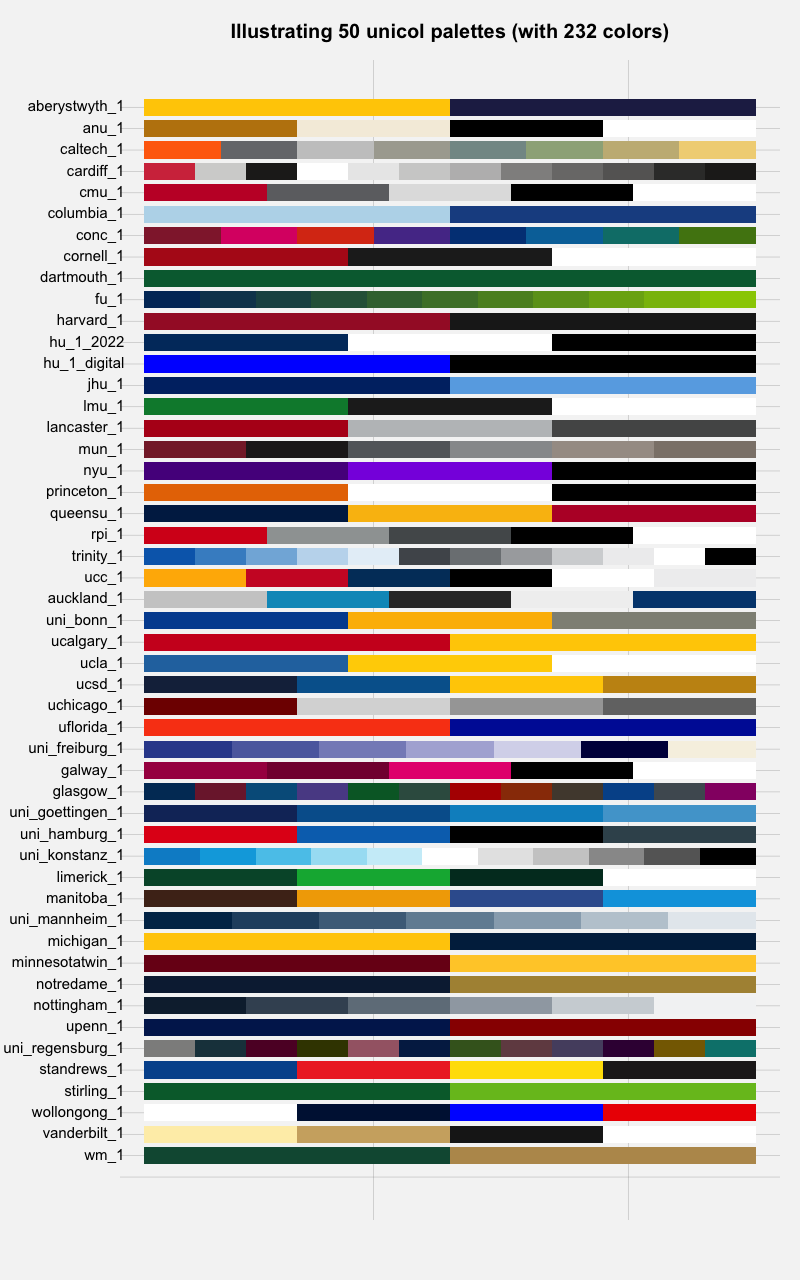 Illustrating 50 unicol palettes (with 232 colors)
aberystwyth_1
anu_1
caltech_1
cardiff_1
cmu_1
columbia_1
conc_1
cornell_1
dartmouth_1
fu_1
harvard_1
hu_1_2022
hu_1_digital
jhu_1
lmu_1
lancaster_1
mun_1
nyu_1
princeton_1
queensu_1
rpi_1
trinity_1
ucc_1
auckland_1
uni_bonn_1
ucalgary_1
ucla_1
ucsd_1
uchicago_1
uflorida_1
uni_freiburg_1
galway_1
glasgow_1
uni_goettingen_1
uni_hamburg_1
uni_konstanz_1
limerick_1
manitoba_1
uni_mannheim_1
michigan_1
minnesotatwin_1
notredame_1
nottingham_1
upenn_1
uni_regensburg_1
standrews_1
stirling_1
wollongong_1
vanderbilt_1
wm_1